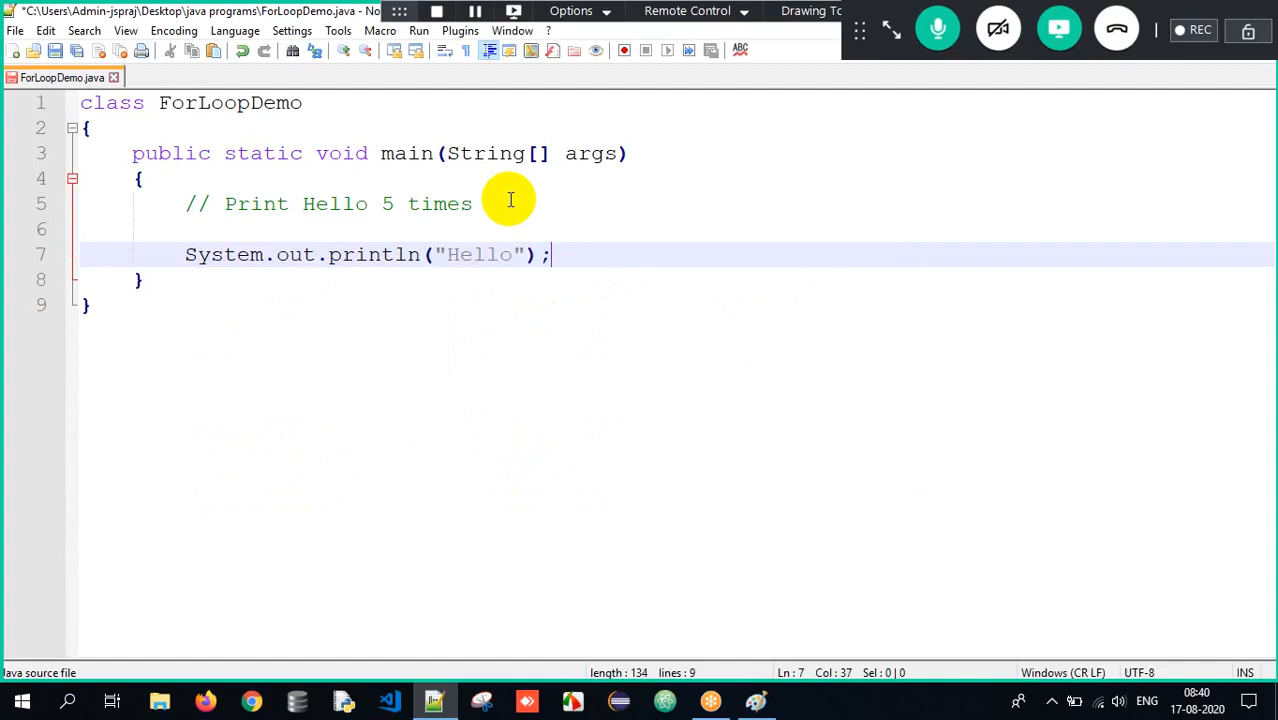 *C:\Users\Admin-jspraj\Desktop\java programs\ForLoopDemo.java - No
Options
Remote Control
Drawing To
REC
File Edit Search View Encoding Language Settings Tools Macro Run Plugins Window ?
ABC
ForLoopDemo.java
1 class ForLoopDemo
2 {
3 public static void main(String[] args)
4 {
5 // Print Hello 5 times
6
7 System.out.println("Hello");
8 }
9 }
Java source file length : 134 lines : 9 Ln : 7 Col : 37 Sel : 0 | 0 Windows (CR LF) UTF-8 INS
ENG
08:40
17-08-2020